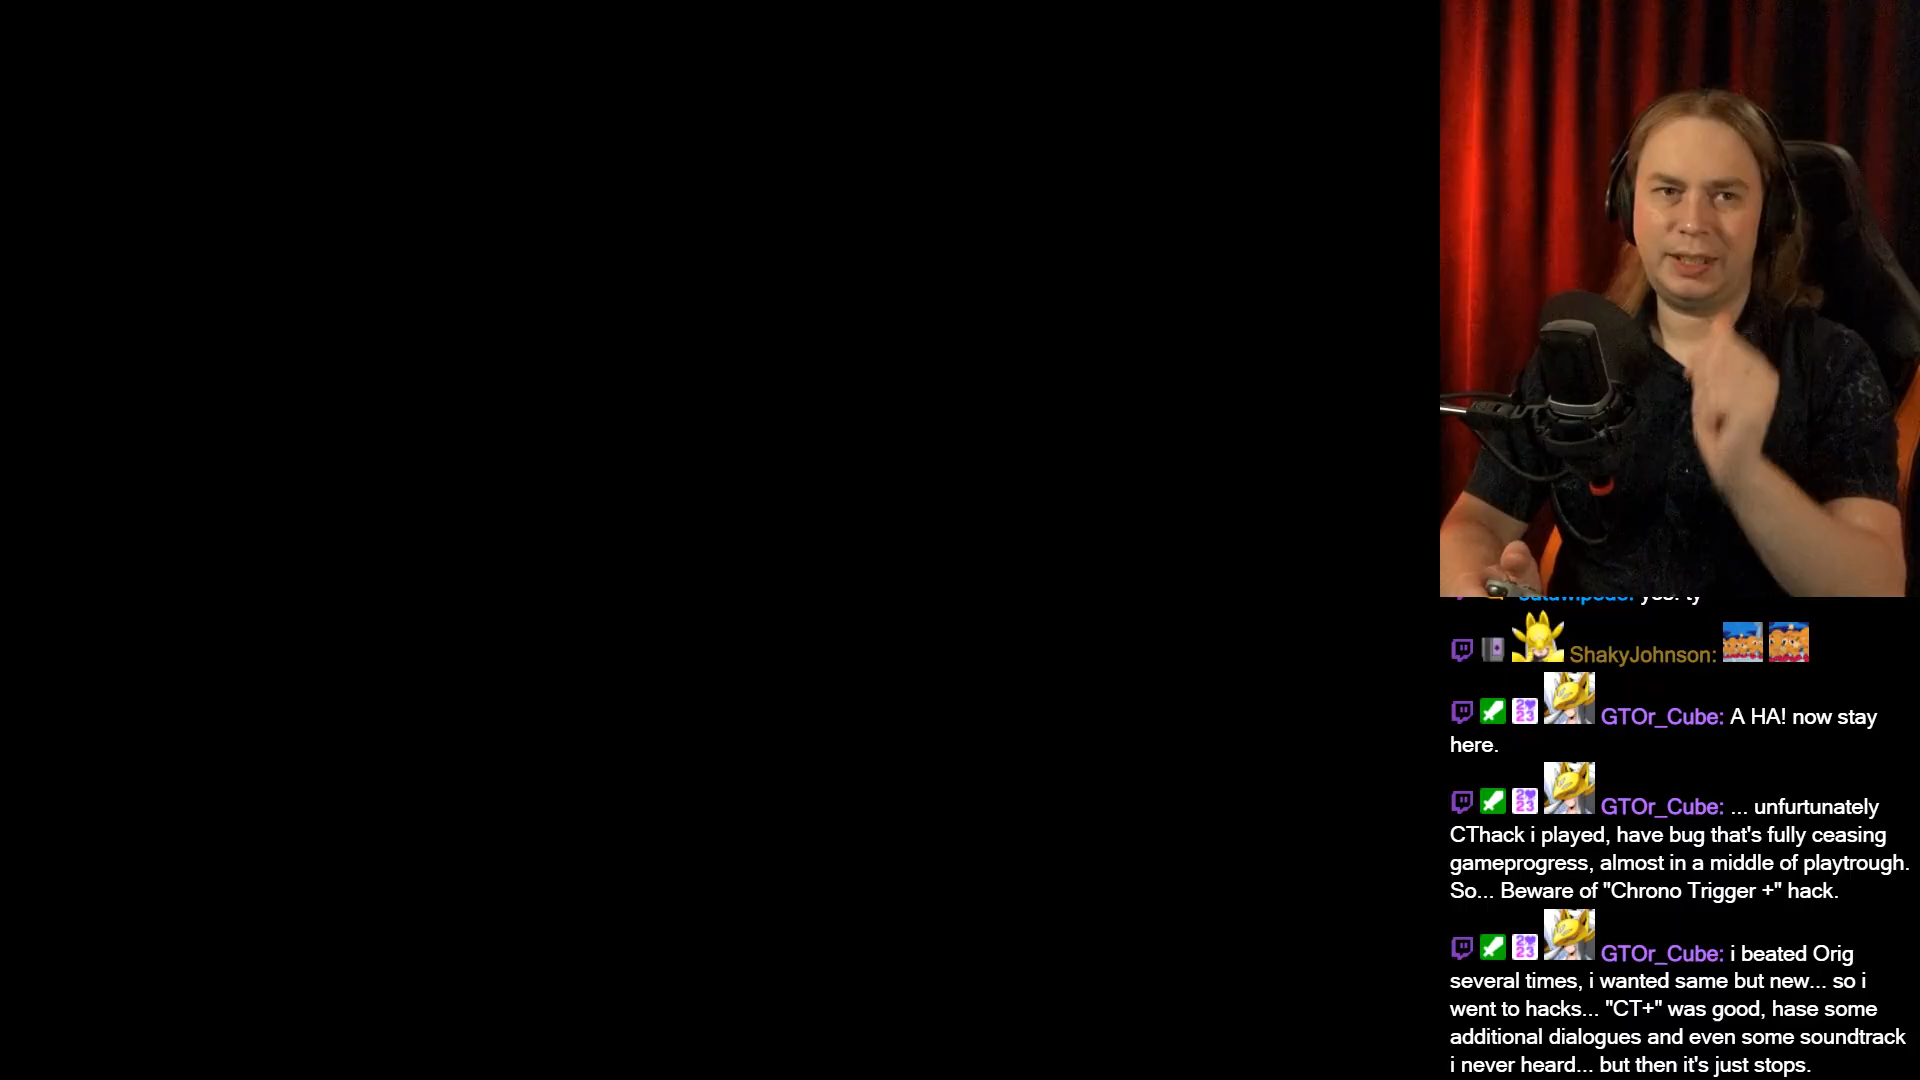 yes. ty
ShakyJohnson:
GTOr_Cube: A HA! now stay
here.
GTOr_Cube: ... unfurtunately
CThack i played, have bug that's fully ceasing
gameprogress, almost in a middle of playtrough.
So... Beware of "Chrono Trigger +" hack.
GTOr_Cube: i beated Orig
several times, i wanted same but new... so i
went to hacks... "CT+" was good, hase some
additional dialogues and even some soundtrack
i never heard... but then it's just stops.